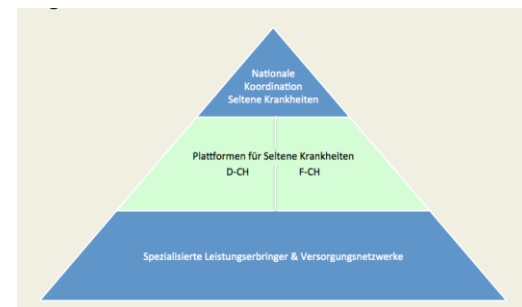 Nationale
Koordination
Seltene Krankheiten
Plattformen für Seltene Krankheiten
D-CH F-CH
Spezialisierte Leistungserbringer & Versorgungsnetzwerke